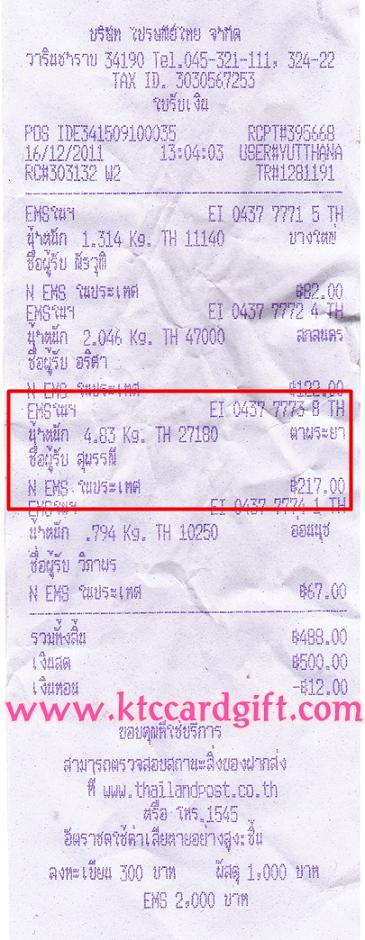 บริษัท ไปรษณีย์ไทย จำกัด
วารินชำราบ 34190 Tel.045-321-111, 324-22
TAX ID. 3030567253
ใบรับเงิน
POS IDE341509100035 RCPT#395668
16/12/2011 13:04:03 USER#YUTTHANA
RC#303132 W2 TR#1281191
EMSในฯ EI 0437 7771 5 TH
น้ำหนัก 1.314 Kg. TH 11140 บางใหญ่
ชื่อผู้รับ ณัฐวุฒิ
N EMS ในประเทศ ฿82.00
EMSในฯ EI 0437 7772 4 TH
น้ำหนัก 2.046 Kg. TH 47000 สกลนคร
ชื่อผู้รับ อริศา
N EMS ในประเทศ ฿122.00
EMSในฯ EI 0437 7773 8 TH
น้ำหนัก 4.83 Kg. TH 27180 ตาพระยา
ชื่อผู้รับ สุพรรณี
N EMS ในประเทศ ฿217.00
EMSในฯ EI 0437 7774 1 TH
น้ำหนัก .794 Kg. TH 10250 อ่อนนุช
ชื่อผู้รับ วิภาพร
N EMS ในประเทศ ฿67.00
รวมทั้งสิ้น ฿488.00
เงินสด ฿500.00
เงินทอน -฿12.00
www.ktccardgift.com
ขอบคุณที่ใช้บริการ
สามารถตรวจสอบสถานะสิ่งของฝากส่ง
ที่ www.thailandpost.co.th
หรือ โทร.1545
อัตราชดใช้ค่าเสียหายอย่างสูง:ชิ้น
ลงทะเบียน 300 บาท พัสดุ 1,000 บาท
EMS 2,000 บาท